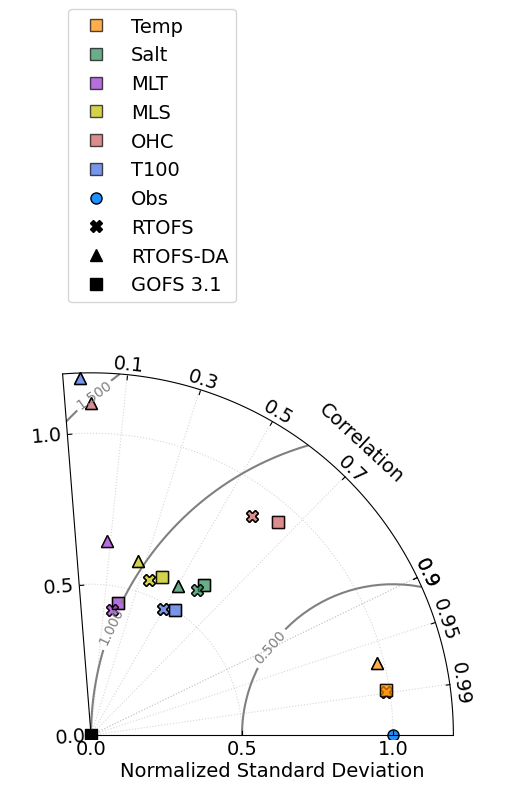 Temp
Salt
MLT
MLS
OHC
T100
Obs
RTOFS
RTOFS-DA
GOFS 3.1
0.1
0.3
0.5
Correlation
0.7
0.9
0.95
0.99
1.500
1.0
0.5
1.000
0.500
0.0
0.0
0.5
1.0
Normalized Standard Deviation